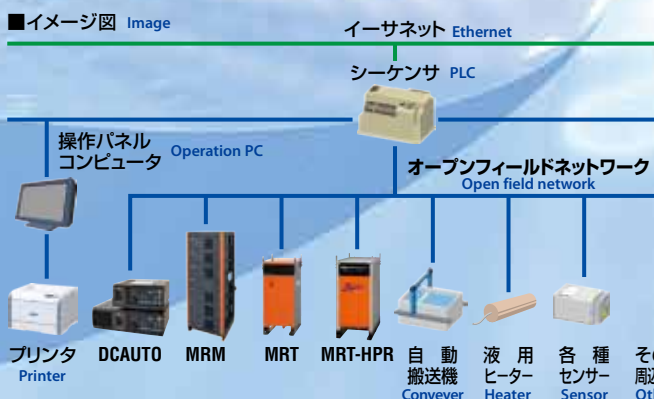 ■イメージ図 Image
イーサネット Ethernet
シーケンサ PLC
操作パネル
コンピュータ Operation PC
オープンフィールドネットワーク
Open field network
プリンタ
Printer
DCAUTO
MRM
MRT
MRT-HPR
自動
搬送機
Conveyer
液用
ヒーター
Heater
各種
センサー
Sensor